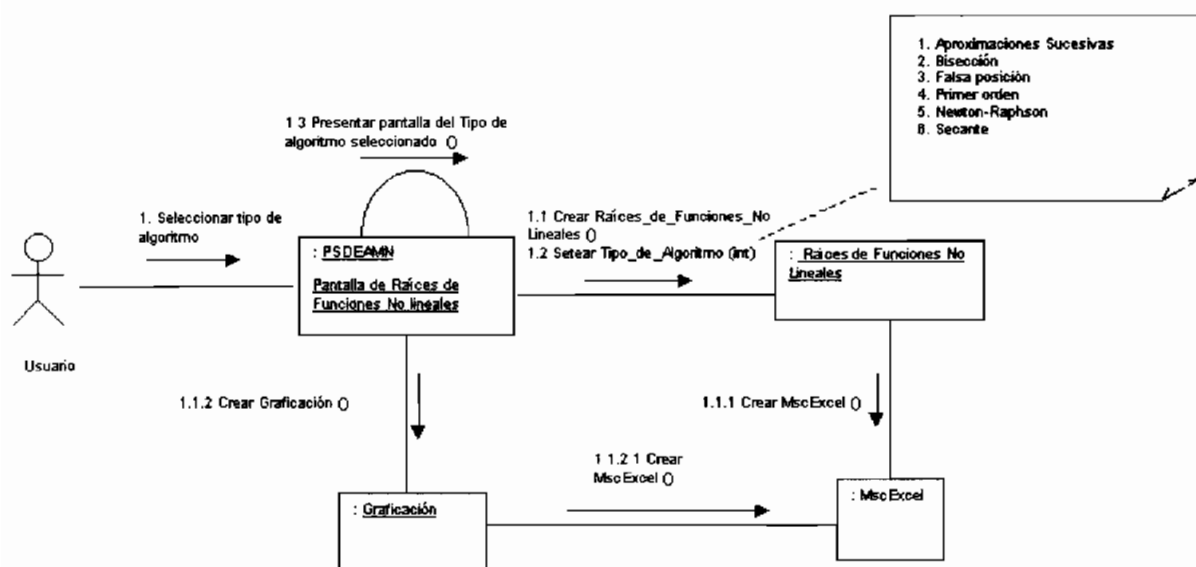 1. Aproximaciones Sucesivas
2. Bisección
3. Falsa posición
4. Primer orden
5. Newton-Raphson
6. Secante
1 3 Presentar pantalla del Tipo de
algoritmo seleccionado ()
1. Seleccionar tipo de
algoritmo
1.1 Crear Raíces_de_Funciones_No
Lineales ()
1.2 Setear Tipo_de_Algoritmo (int)
: PSDEAMN
Pantalla de Raíces de
Funciones No lineales
: Raíces de Funciones No
Lineales
Usuario
1.1.2 Crear Graficación ()
1.1.1 Crear MscExcel ()
1 1.2 1 Crear
MscExcel ()
: Graficación
: MscExcel